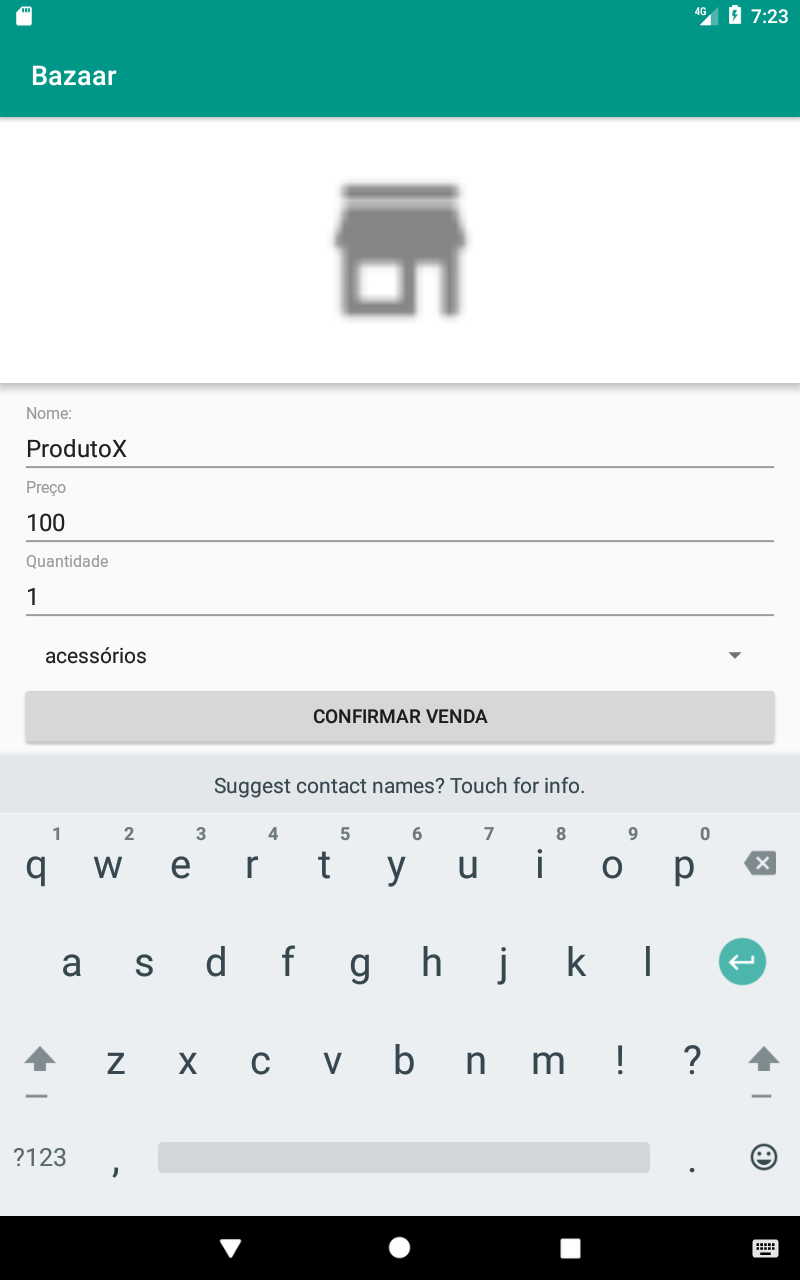 4G 7:23
Bazaar
Nome:
ProdutoX
Preço
100
Quantidade
1
acessórios
CONFIRMAR VENDA
Suggest contact names? Touch for info.
1 2 3 4 5 6 7 8 9 0
q w e r t y u i o p
a s d f g h j k l
z x c v b n m ! ?
?123 , .